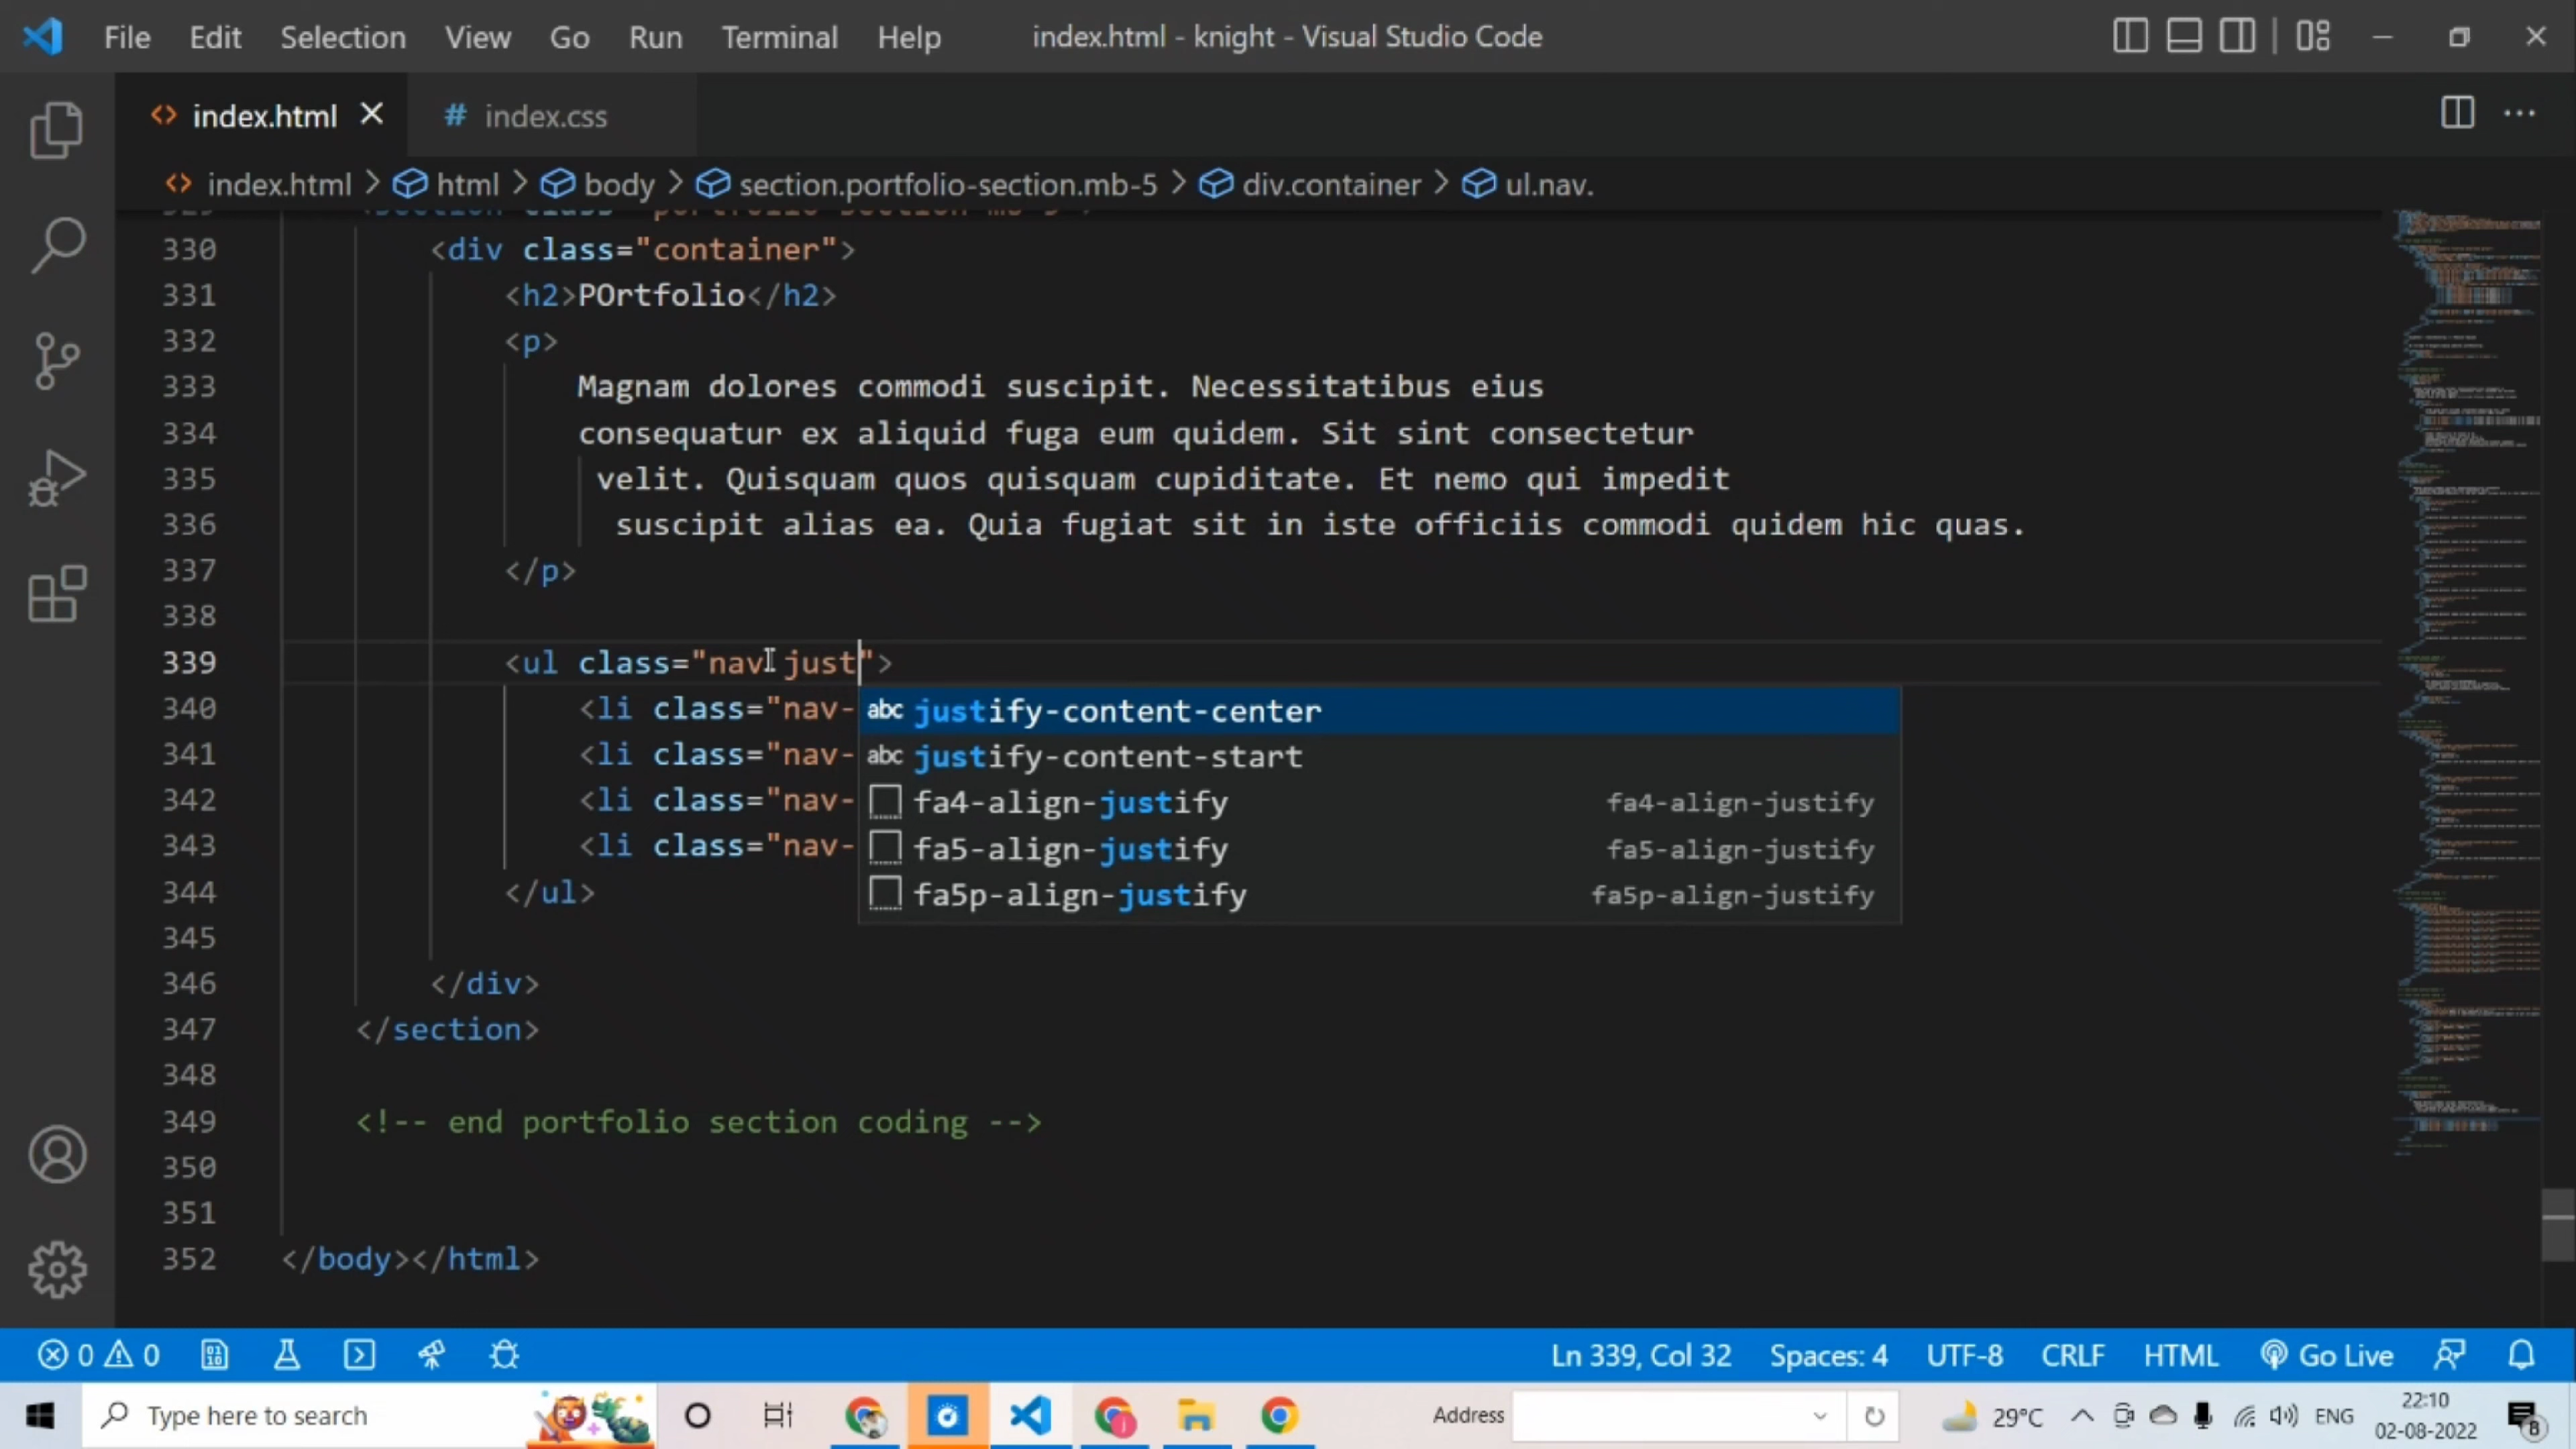 File Edit Selection View Go Run Terminal Help index.html - knight - Visual Studio Code
index.html # index.css
index.html > html > body > section.portfolio-section.mb-5 > div.container > ul.nav.
330 <div class="container">
331 <h2>POrtfolio</h2>
332 <p>
333 Magnam dolores commodi suscipit. Necessitatibus eius
334 consequatur ex aliquid fuga eum quidem. Sit sint consectetur
335 velit. Quisquam quos quisquam cupiditate. Et nemo qui impedit
336 suscipit alias ea. Quia fugiat sit in iste officiis commodi quidem hic quas.
337 </p>
338
339 <ul class="nav just">
340 <li class="nav- abc justify-content-center
341 <li class="nav- abc justify-content-start
342 <li class="nav- fa4-align-justify fa4-align-justify
343 <li class="nav- fa5-align-justify fa5-align-justify
344 </ul> fa5p-align-justify fa5p-align-justify
345
346 </div>
347 </section>
348
349 <!-- end portfolio section coding -->
350
351
352 </body></html>
0 0 Ln 339, Col 32 Spaces: 4 UTF-8 CRLF HTML Go Live
Type here to search Address 29°C ENG 22:10
02-08-2022 8